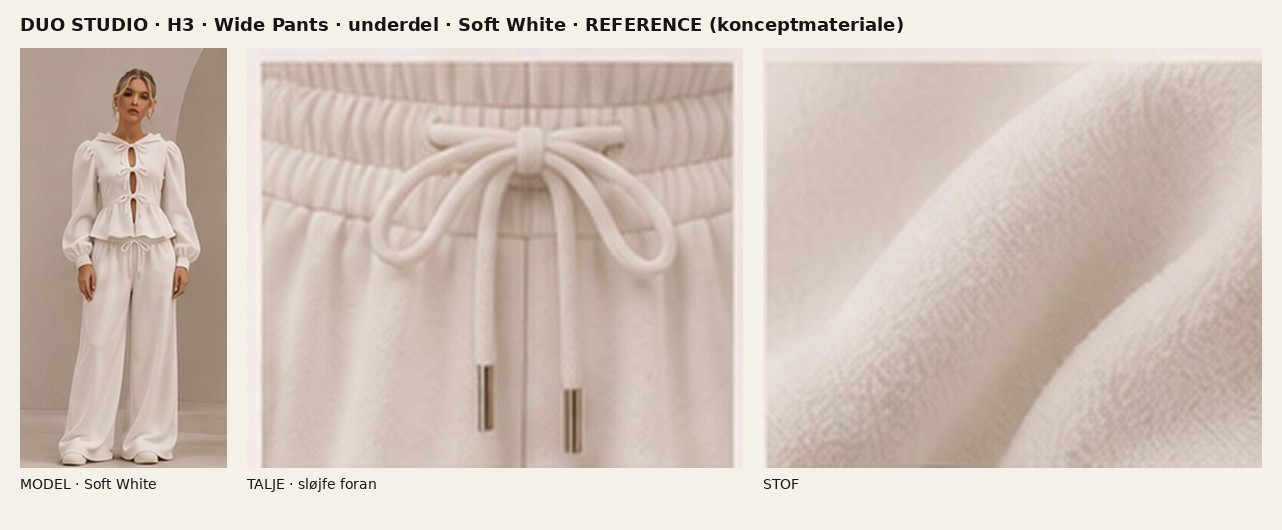 DUO STUDIO · H3 · Wide Pants · underdel · Soft White · REFERENCE (konceptmateriale)
MODEL · Soft White
TALJE · sløjfe foran
STOF